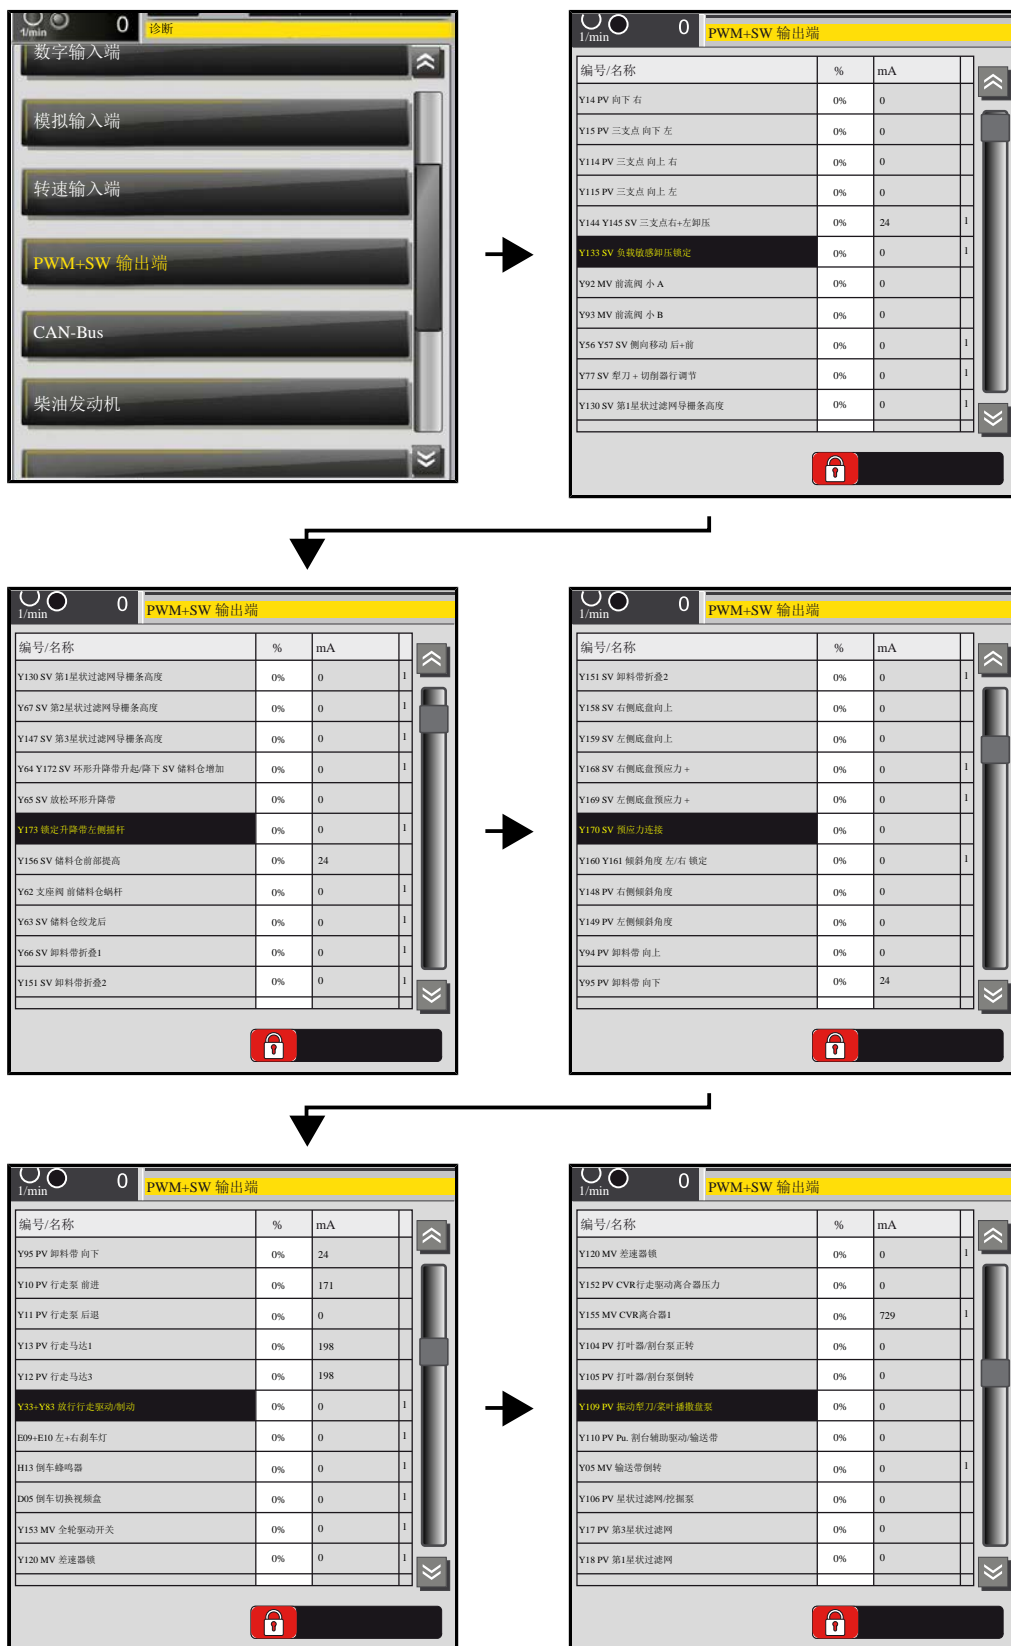 1/min 0 诊断
数字输入端
模拟输入端
转速输入端
PWM+SW 输出端
CAN-Bus
柴油发动机
1/min 0 PWM+SW 输出端
编号/名称 % mA
Y14 PV 向下 右 0% 0
Y15 PV 三支点 向下 左 0% 0
Y114 PV 三支点 向上 右 0% 0
Y115 PV 三支点 向上 左 0% 0
Y144 Y145 SV 三支点右+左卸压 0% 24 1
Y133 SV 负载敏感卸压锁定 0% 0 1
Y92 MV 前流阀 小 A 0% 0
Y93 MV 前流阀 小 B 0% 0
Y56 Y57 SV 侧向移动 后+前 0% 0 1
Y77 SV 犁刀 + 切削器行调节 0% 0 1
Y130 SV 第1星状过滤网导栅条高度 0% 0 1
1/min 0 PWM+SW 输出端
编号/名称 % mA
Y130 SV 第1星状过滤网导栅条高度 0% 0 1
Y67 SV 第2星状过滤网导栅条高度 0% 0 1
Y147 SV 第3星状过滤网导栅条高度 0% 0 1
Y64 Y172 SV 环形升降带升起/降下 SV 储料仓增加 0% 0 1
Y65 SV 放松环形升降带 0% 0
Y173 锁定升降带左侧摇杆 0% 0 1
Y156 SV 储料仓前部提高 0% 24
Y62 支座阀 前储料仓蜗杆 0% 0 1
Y63 SV 储料仓绞龙后 0% 0 1
Y66 SV 卸料带折叠1 0% 0 1
Y151 SV 卸料带折叠2 0% 0 1
1/min 0 PWM+SW 输出端
编号/名称 % mA
Y151 SV 卸料带折叠2 0% 0 1
Y158 SV 右侧底盘向上 0% 0
Y159 SV 左侧底盘向上 0% 0
Y168 SV 右侧底盘预应力 + 0% 0 1
Y169 SV 左侧底盘预应力 + 0% 0 1
Y170 SV 预应力连接 0% 0
Y160 Y161 倾斜角度 左/右 锁定 0% 0 1
Y148 PV 右侧倾斜角度 0% 0
Y149 PV 左侧倾斜角度 0% 0
Y94 PV 卸料带 向上 0% 0
Y95 PV 卸料带 向下 0% 24
1/min 0 PWM+SW 输出端
编号/名称 % mA
Y95 PV 卸料带 向下 0% 24
Y10 PV 行走泵 前进 0% 171
Y11 PV 行走泵 后退 0% 0
Y13 PV 行走马达1 0% 198
Y12 PV 行走马达3 0% 198
Y33+Y83 放行行走驱动/制动 0% 0 1
E09+E10 左+右刹车灯 0% 0 1
H13 倒车蜂鸣器 0% 0 1
D05 倒车切换视频盒 0% 0 1
Y153 MV 全轮驱动开关 0% 0 1
Y120 MV 差速器锁 0% 0 1
1/min 0 PWM+SW 输出端
编号/名称 % mA
Y120 MV 差速器锁 0% 0 1
Y152 PV CVR行走驱动离合器压力 0% 0
Y155 MV CVR离合器1 0% 729 1
Y104 PV 打叶器/割台泵正转 0% 0
Y105 PV 打叶器/割台泵倒转 0% 0
Y109 PV 振动犁刀/菜叶播撒盘泵 0% 0
Y110 PV Pu. 割台辅助驱动/输送带 0% 0
Y05 MV 输送带倒转 0% 0 1
Y106 PV 星状过滤网/挖掘泵 0% 0
Y17 PV 第3星状过滤网 0% 0
Y18 PV 第1星状过滤网 0% 0